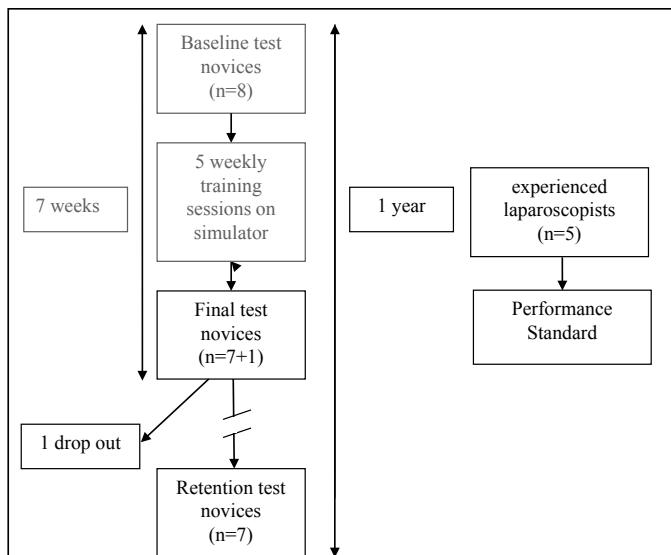 Baseline test
novices
(n=8)
5 weekly
training
sessions on
simulator
7 weeks
1 year
experienced
laparoscopists
(n=5)
Final test
novices
(n=7+1)
Performance
Standard
1 drop out
Retention test
novices
(n=7)